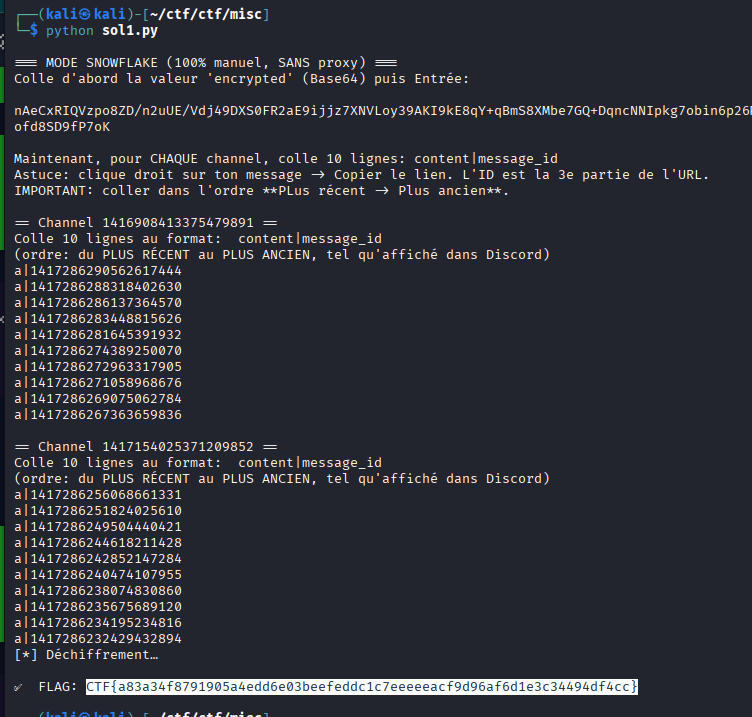 ┌──(kali㉿kali)-[~/ctf/ctf/misc]
└─$ python sol1.py
=== MODE SNOWFLAKE (100% manuel, SANS proxy) ===
Colle d'abord la valeur 'encrypted' (Base64) puis Entrée:
nAeCxRIQVzpo8ZD/n2uUE/Vdj49DXS0FR2aE9ijjz7XNVLoy39AKI9kE8qY+qBmS8XMbe7GQ+DqncNNIpkg7obin6p26
ofd8SD9fP7oK
Maintenant, pour CHAQUE channel, colle 10 lignes: content|message_id
Astuce: clique droit sur ton message -> Copier le lien. L'ID est la 3e partie de l'URL.
IMPORTANT: coller dans l'ordre **PLus récent -> Plus ancien**.
== Channel 1416908413375479891 ==
Colle 10 lignes au format:  content|message_id
(ordre: du PLUS RÉCENT au PLUS ANCIEN, tel qu'affiché dans Discord)
a|1417286290562617444
a|1417286288318402630
a|1417286286137364570
a|1417286283448815626
a|1417286281645391932
a|1417286274389250070
a|1417286272963317905
a|1417286271058968676
a|1417286269075062784
a|1417286267363659836
== Channel 1417154025371209852 ==
Colle 10 lignes au format:  content|message_id
(ordre: du PLUS RÉCENT au PLUS ANCIEN, tel qu'affiché dans Discord)
a|1417286256068661331
a|1417286251824025610
a|1417286249504440421
a|1417286244618211428
a|1417286242852147284
a|1417286240474107955
a|1417286238074830860
a|1417286235675689120
a|1417286234195234816
a|1417286232429432894
[*] Déchiffrement…
✔  FLAG: CTF{a83a34f8791905a4edd6e03beefeddc1c7eeeeeacf9d96af6d1e3c34494df4cc}
(kali㉿kali)-[~/ctf/ctf/misc]